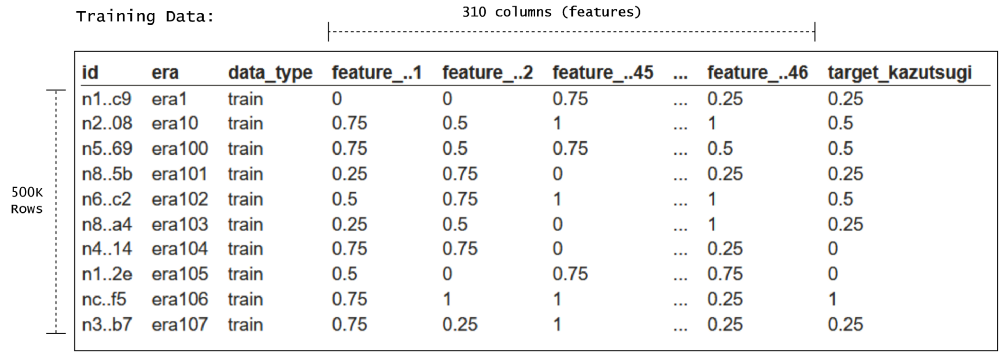 Training Data:
310 columns (features)
id era data_type feature_..1 feature_..2 feature_..45 ... feature_..46 target_kazutsugi
n1..c9 era1 train 0 0 0.75 ... 0.25 0.25
n2..08 era10 train 0.75 0.5 1 ... 1 0.5
n5..69 era100 train 0.75 0.5 0.75 ... 0.5 0.5
n8..5b era101 train 0.25 0.75 0 ... 0.25 0.25
n6..c2 era102 train 0.5 0.75 1 ... 1 0.5
n8..a4 era103 train 0.25 0.5 0 ... 1 0.25
n4..14 era104 train 0.75 0.75 0 ... 0.25 0
n1..2e era105 train 0.5 0 0.75 ... 0.75 0
nc..f5 era106 train 0.75 1 1 ... 0.25 1
n3..b7 era107 train 0.75 0.25 1 ... 0.25 0.25
500K
Rows